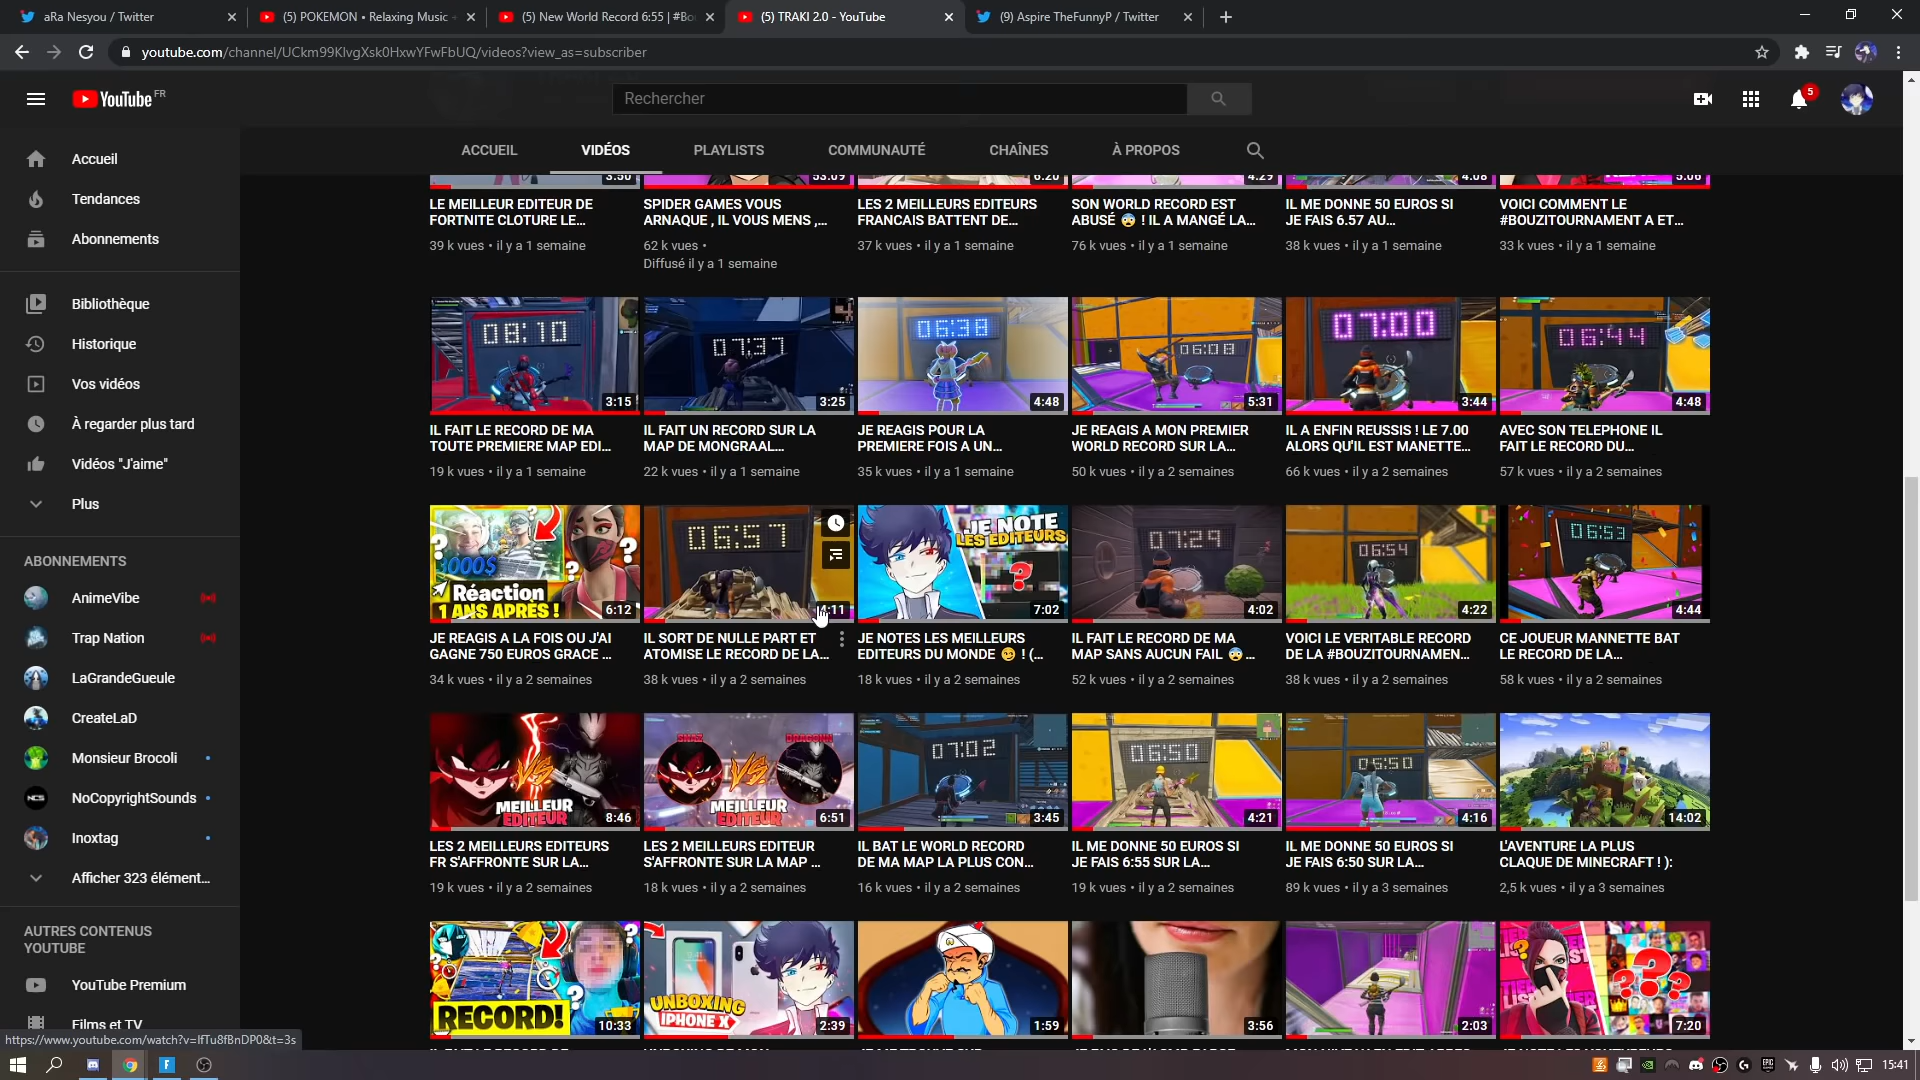 aRa Nesyou / Twitter
(5) POKEMON • Relaxing Music
(5) New World Record 6:55 | #Bo
(5) TRAKI 2.0 - YouTube
(9) Aspire TheFunnyP / Twitter
youtube.com/channel/UCkm99KlvgXsk0HxwYFwFbUQ/videos?view_as=subscriber
YouTube FR
Rechercher
5
ACCUEIL
VIDÉOS
PLAYLISTS
COMMUNAUTÉ
CHAÎNES
À PROPOS
Accueil
Tendances
Abonnements
Bibliothèque
Historique
Vos vidéos
À regarder plus tard
Vidéos "J'aime"
Plus
ABONNEMENTS
AnimeVibe
Trap Nation
LaGrandeGueule
CreateLaD
Monsieur Brocoli
NoCopyrightSounds
Inoxtag
Afficher 323 élément...
AUTRES CONTENUS
YOUTUBE
YouTube Premium
Films et TV
3:50
53:09
6:20
4:29
4:08
5:06
LE MEILLEUR EDITEUR DE
FORTNITE CLOTURE LE...
39 k vues • il y a 1 semaine
SPIDER GAMES VOUS
ARNAQUE , IL VOUS MENS ,...
62 k vues •
Diffusé il y a 1 semaine
LES 2 MEILLEURS EDITEURS
FRANCAIS BATTENT DE...
37 k vues • il y a 1 semaine
SON WORLD RECORD EST
ABUSÉ 😨 ! IL A MANGÉ LA...
76 k vues • il y a 1 semaine
IL ME DONNE 50 EUROS SI
JE FAIS 6.57 AU...
38 k vues • il y a 1 semaine
VOICI COMMENT LE
#BOUZITOURNAMENT A ET...
33 k vues • il y a 1 semaine
08:10
3:15
07:37
3:25
06:38
4:48
06:08
5:31
07:00
3:44
06:44
4:48
IL FAIT LE RECORD DE MA
TOUTE PREMIERE MAP EDI...
19 k vues • il y a 1 semaine
IL FAIT UN RECORD SUR LA
MAP DE MONGRAAL...
22 k vues • il y a 1 semaine
JE REAGIS POUR LA
PREMIERE FOIS A UN...
35 k vues • il y a 1 semaine
JE REAGIS A MON PREMIER
WORLD RECORD SUR LA...
50 k vues • il y a 2 semaines
IL A ENFIN REUSSIS ! LE 7.00
ALORS QU'IL EST MANETTE...
66 k vues • il y a 2 semaines
AVEC SON TELEPHONE IL
FAIT LE RECORD DU...
57 k vues • il y a 2 semaines
1000$
Réaction
1 ANS APRÈS !
6:12
06:57
4:11
JE NOTE
LES EDITEURS
7:02
07:29
4:02
06:54
4:22
06:53
4:44
JE REAGIS A LA FOIS OU J'AI
GAGNE 750 EUROS GRACE ...
34 k vues • il y a 2 semaines
IL SORT DE NULLE PART ET
ATOMISE LE RECORD DE LA...
38 k vues • il y a 2 semaines
JE NOTES LES MEILLEURS
EDITEURS DU MONDE 😏 ! (...
18 k vues • il y a 2 semaines
IL FAIT LE RECORD DE MA
MAP SANS AUCUN FAIL 😨...
52 k vues • il y a 2 semaines
VOICI LE VERITABLE RECORD
DE LA #BOUZITOURNAMEN...
38 k vues • il y a 2 semaines
CE JOUEUR MANNETTE BAT
LE RECORD DE LA...
58 k vues • il y a 2 semaines
VS
MEILLEUR
EDITEUR
8:46
VS
MEILLEUR
EDITEUR
6:51
07:02
3:45
06:50
4:21
06:50
4:16
14:02
LES 2 MEILLEURS EDITEURS
FR S'AFFRONTE SUR LA...
19 k vues • il y a 2 semaines
LES 2 MEILLEURS EDITEUR
S'AFFRONTE SUR LA MAP ...
18 k vues • il y a 2 semaines
IL BAT LE WORLD RECORD
DE MA MAP LA PLUS CON...
16 k vues • il y a 2 semaines
IL ME DONNE 50 EUROS SI
JE FAIS 6:55 SUR LA...
19 k vues • il y a 2 semaines
IL ME DONNE 50 EUROS SI
JE FAIS 6:50 SUR LA...
89 k vues • il y a 3 semaines
L'AVENTURE LA PLUS
CLAQUE DE MINECRAFT ! ):
2,5 k vues • il y a 3 semaines
RECORD!
10:33
UNBOXING
IPHONE X
2:39
1:59
3:56
2:03
7:20
https://www.youtube.com/watch?v=IfTu8fBnDP0&t=3s
15:41